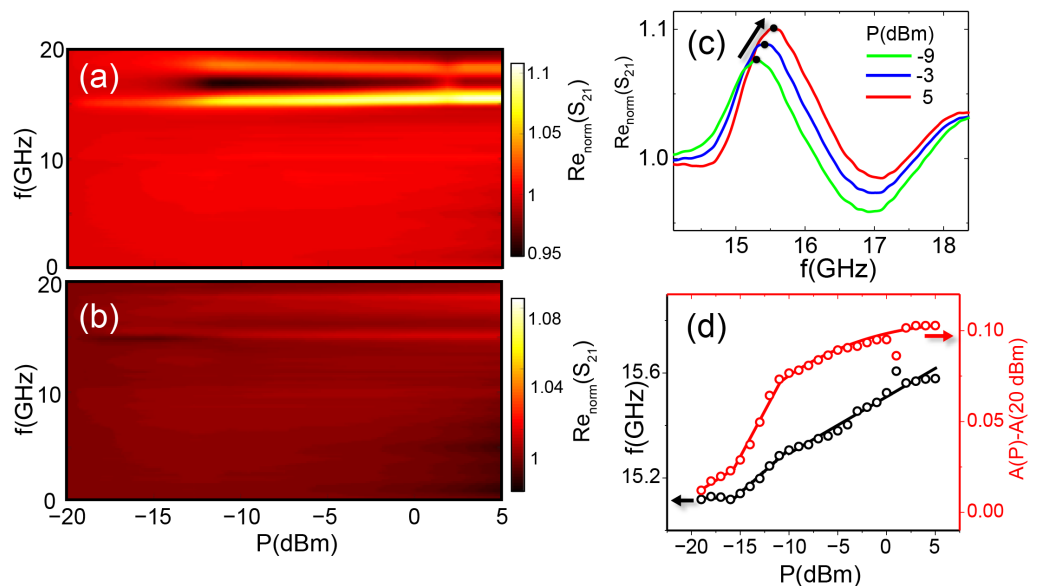 (a)
20
10
0
f(GHz)
1.1
1.05
1
0.95
Re_norm(S_21)
(b)
20
10
0
f(GHz)
1.08
1.04
1
Re_norm(S_21)
−20 −15 −10 −5 0 5
P(dBm)
(c)
P(dBm)
-9
-3
5
1.1
1.0
Re_norm(S_21)
15 16 17 18
f(GHz)
(d)
15.6
15.2
f(GHz)
0.10
0.05
0.00
A(P)-A(20 dBm)
−20 −15 −10 −5 0 5
P(dBm)